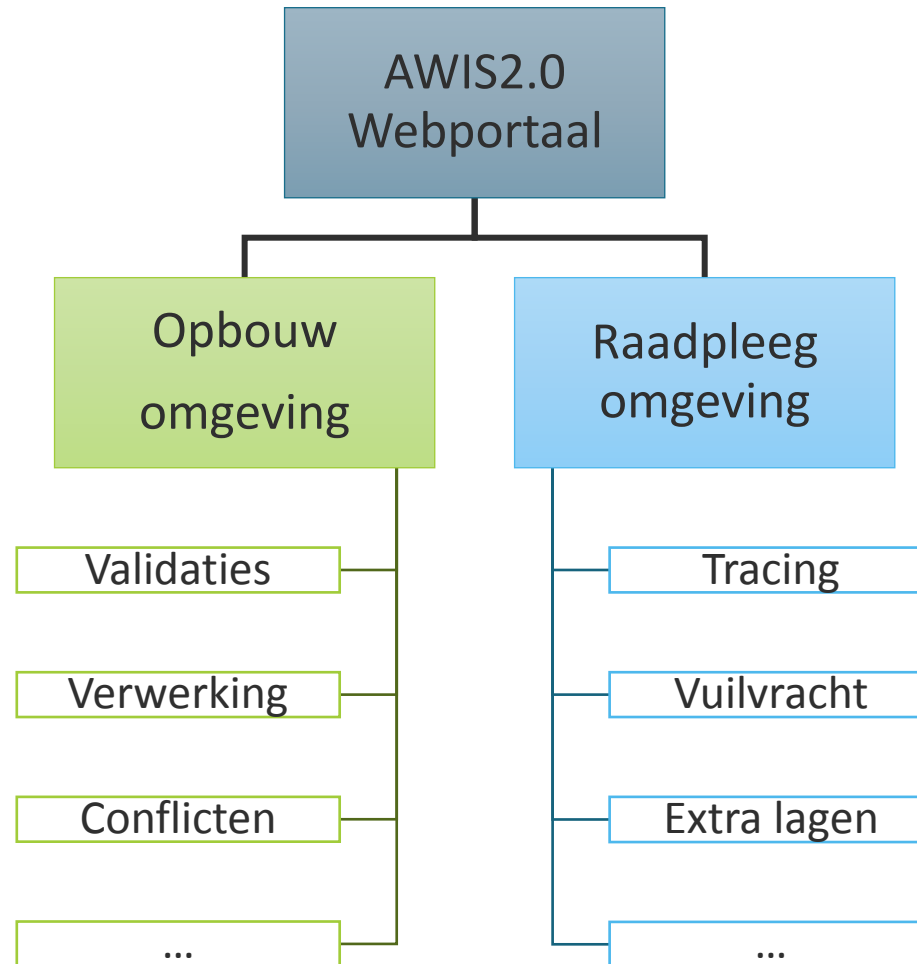 AWIS2.0
Webportaal
Opbouw
omgeving
Raadpleeg
omgeving
Validaties
Verwerking
Conflicten
...
Tracing
Vuilvracht
Extra lagen
...